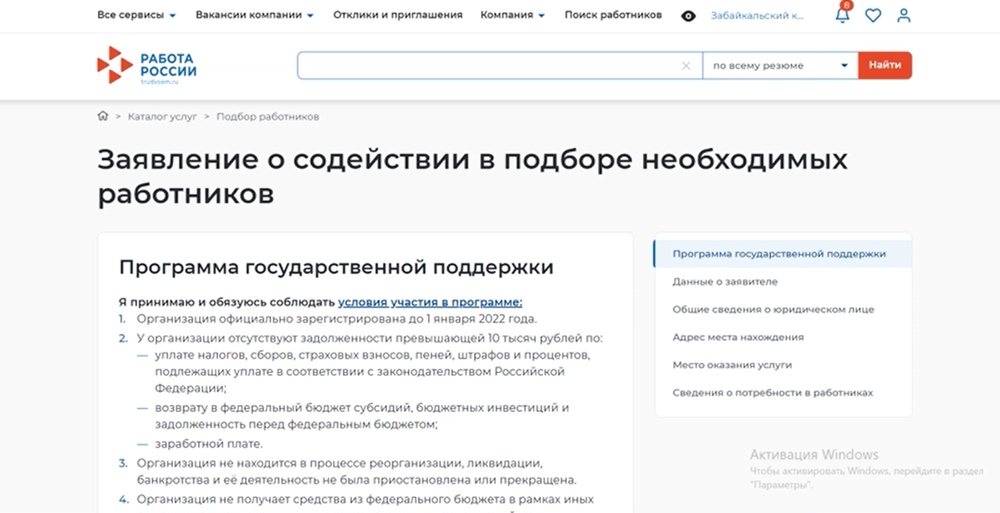 Все сервисы Вакансии компании Отклики и приглашения Компания Поиск работников Забайкальский к... 8
РАБОТА
РОССИИ
trudvsem.ru
по всему резюме Найти
> Каталог услуг > Подбор работников
Заявление о содействии в подборе необходимых
работников
Программа государственной поддержки
Я принимаю и обязуюсь соблюдать условия участия в программе:
1. Организация официально зарегистрирована до 1 января 2022 года.
2. У организации отсутствуют задолженности превышающей 10 тысяч рублей по:
— уплате налогов, сборов, страховых взносов, пеней, штрафов и процентов,
подлежащих уплате в соответствии с законодательством Российской
Федерации;
— возврату в федеральный бюджет субсидий, бюджетных инвестиций и
задолженность перед федеральным бюджетом;
— заработной плате.
3. Организация не находится в процессе реорганизации, ликвидации,
банкротства и её деятельность не была приостановлена или прекращена.
4. Организация не получает средства из федерального бюджета в рамках иных
Программа государственной поддержки
Данные о заявителе
Общие сведения о юридическом лице
Адрес места нахождения
Место оказания услуги
Сведения о потребности в работниках
Активация Windows
Чтобы активировать Windows, перейдите в раздел
"Параметры".